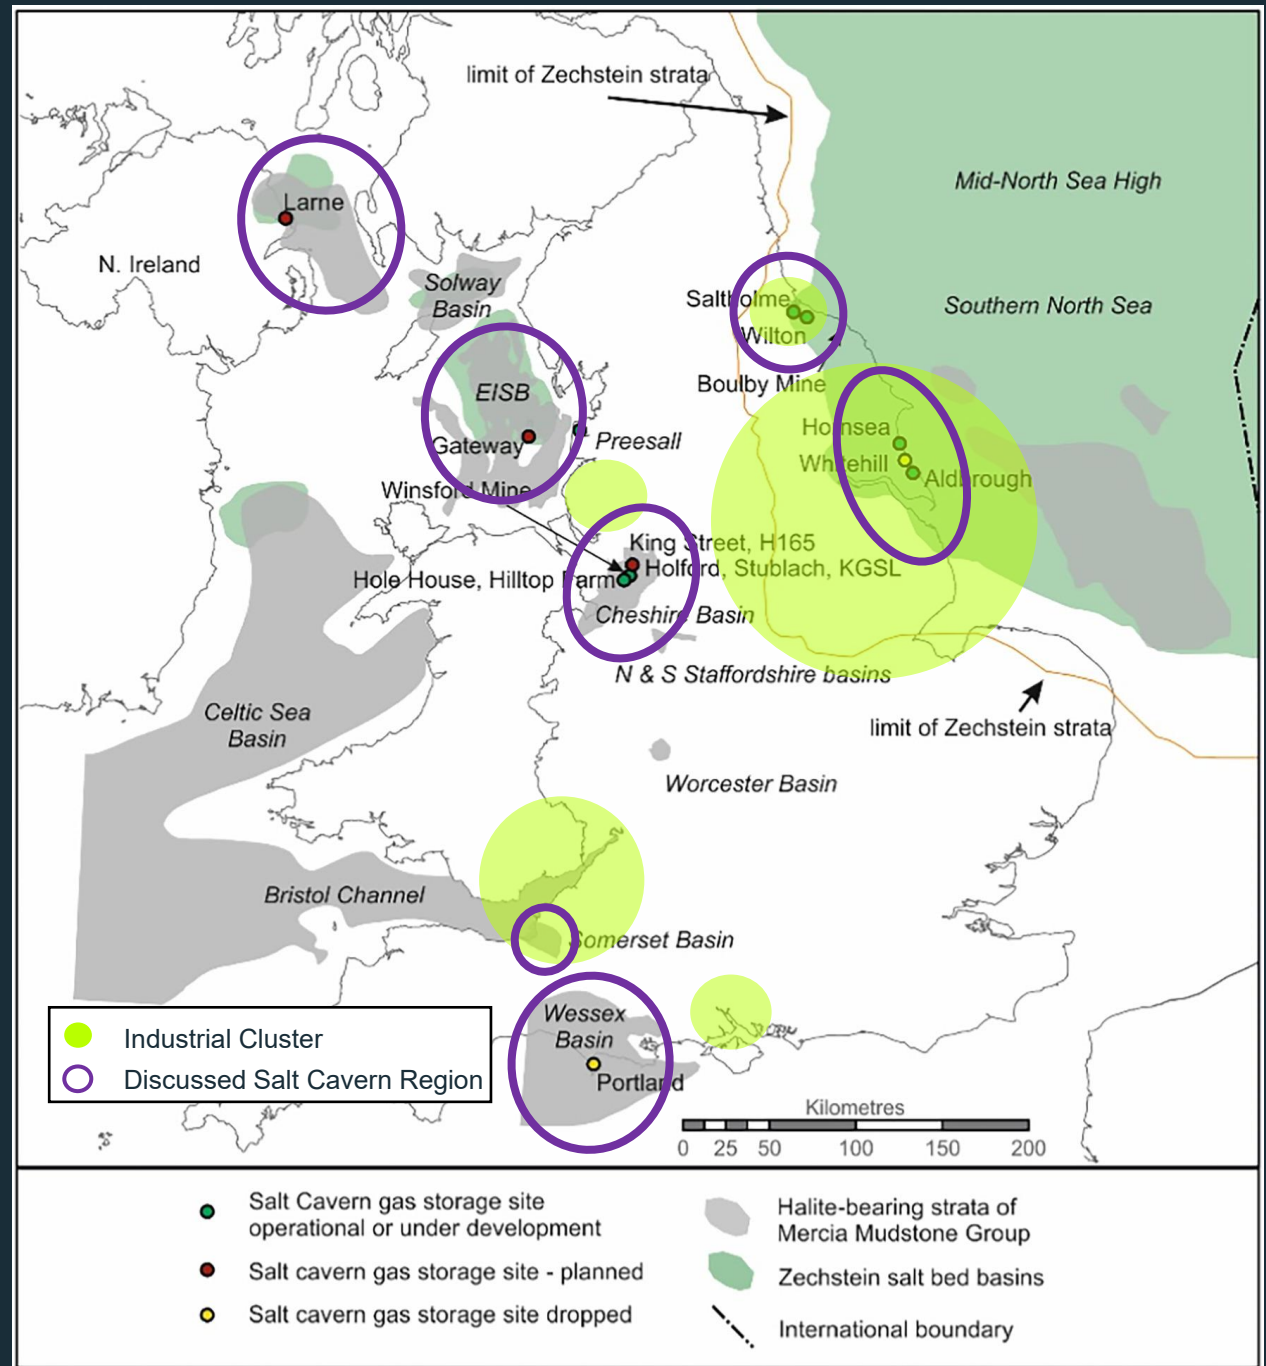 limit of Zechstein strata
Mid-North Sea High
Larne
N. Ireland
Solway
Basin
Saltholme
Southern North Sea
Wilton
Boulby Mine
EISB
Gateway
Preesall
Hornsea
Whitehill
Aldbrough
Winsford Mine
King Street, H165
Holford, Stublach, KGSL
Hole House, Hilltop Farm
Cheshire Basin
N & S Staffordshire basins
Celtic Sea
Basin
limit of Zechstein strata
Worcester Basin
Bristol Channel
Somerset Basin
Wessex
Basin
Portland
Industrial Cluster
Discussed Salt Cavern Region
Kilometres
0 25 50 100 150 200
Salt Cavern gas storage site
operational or under development
Salt cavern gas storage site - planned
Salt cavern gas storage site dropped
Halite-bearing strata of
Mercia Mudstone Group
Zechstein salt bed basins
International boundary